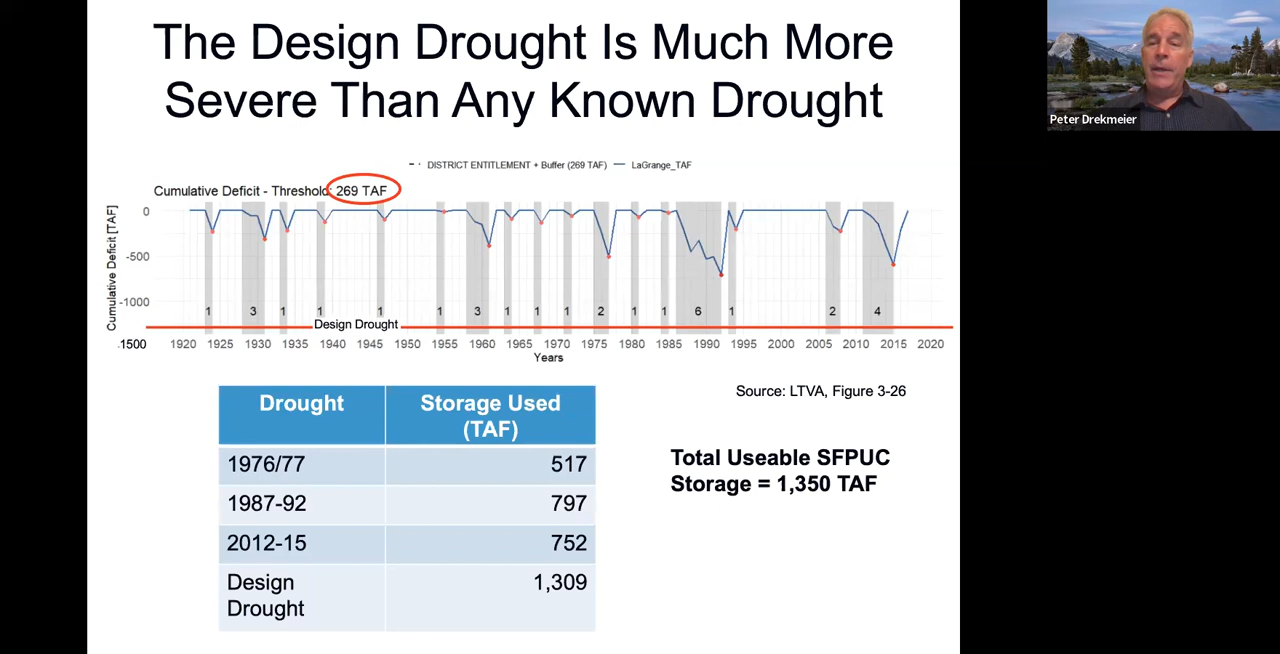 The Design Drought Is Much More
Severe Than Any Known Drought
Peter Drekmeier
DISTRICT ENTITLEMENT + Buffer (269 TAF) LaGrange_TAF
Cumulative Deficit - Threshold: 269 TAF
Cumulative Deficit [TAF]
0
-500
-1000
.1500
1 3 1 1 1 1 3 1 1 1 2 1 1 6 1 2 4
Design Drought
1920 1925 1930 1935 1940 1945 1950 1955 1960 1965 1970 1975 1980 1985 1990 1995 2000 2005 2010 2015 2020
Years
Source: LTVA, Figure 3-26
Drought Storage Used
(TAF)
1976/77 517
1987-92 797
2012-15 752
Design 1,309
Drought
Total Useable SFPUC
Storage = 1,350 TAF